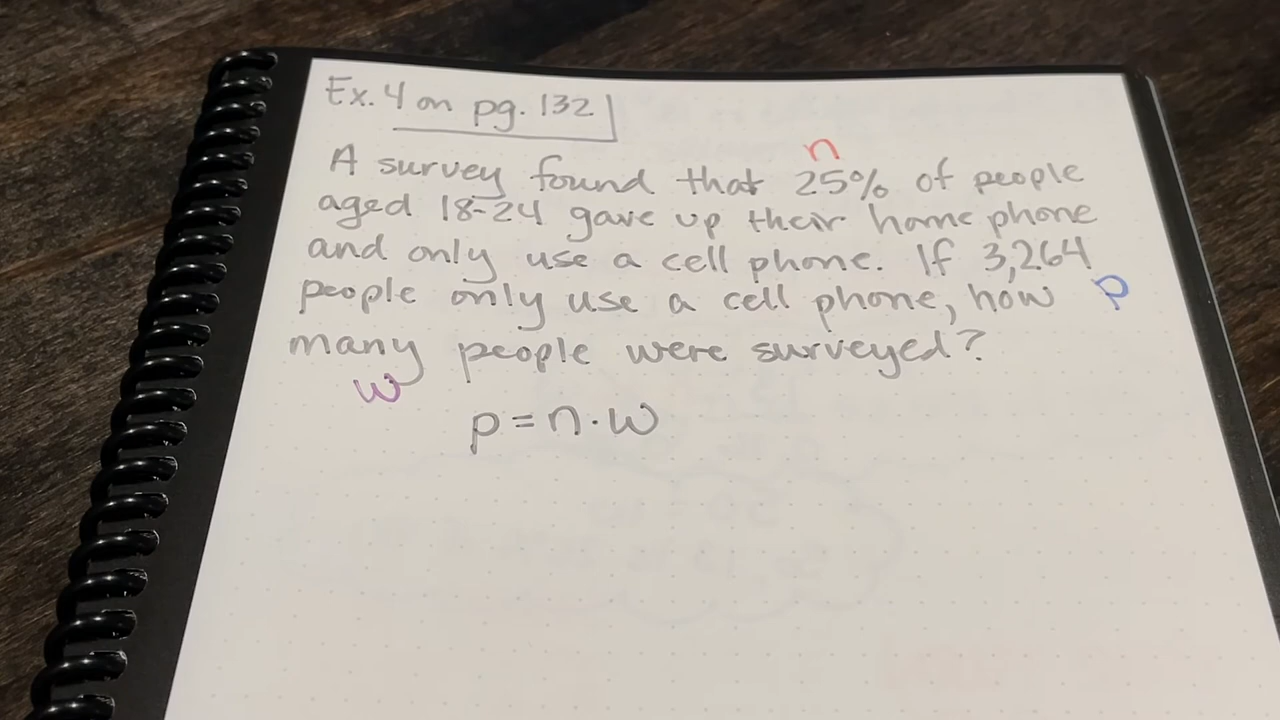 Ex. 4 on pg. 132
n
A survey found that 25% of people
aged 18-24 gave up their home phone
and only use a cell phone. If 3,264
people only use a cell phone, how p
many people were surveyed?
w
p = n · w